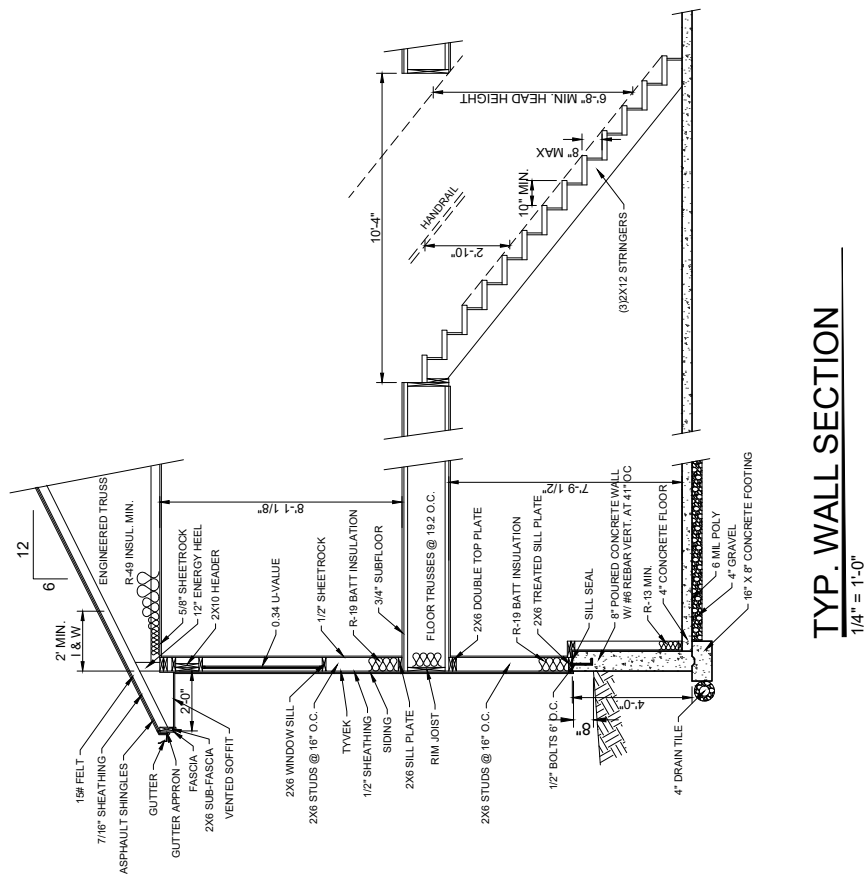 12
6
2' MIN.
I & W
15# FELT
7/16" SHEATHING
ASPHAULT SHINGLES
GUTTER
GUTTER APPRON
FASCIA
2X6 SUB-FASCIA
VENTED SOFFIT
2'-0"
ENGINEERED TRUSS
R-49 INSUL. MIN.
5/8" SHEETROCK
12" ENERGY HEEL
2X10 HEADER
0.34 U-VALUE
8'-1 1/8"
1/2" SHEETROCK
R-19 BATT INSULATION
3/4" SUBFLOOR
2X6 WINDOW SILL
2X6 STUDS @ 16" O.C.
TYVEK
1/2" SHEATHING
SIDING
2X6 SILL PLATE
RIM JOIST
FLOOR TRUSSES @ 19.2 O.C.
2X6 DOUBLE TOP PLATE
7'-9 1/2"
R-19 BATT INSULATION
2X6 TREATED SILL PLATE
2X6 STUDS @ 16" O.C.
1/2" BOLTS 6' O.C.
SILL SEAL
8"
4'-0"
8" POURED CONCRETE WALL
W/ #6 REBAR VERT. AT 41" OC
R-13 MIN.
4" CONCRETE FLOOR
4" DRAIN TILE
6 MIL POLY
4" GRAVEL
16" X 8" CONCRETE FOOTING
10'-4"
HANDRAIL
2'-10"
10" MIN.
8" MAX
6'-8" MIN. HEAD HEIGHT
(3)2X12 STRINGERS
TYP. WALL SECTION
1/4" = 1'-0"